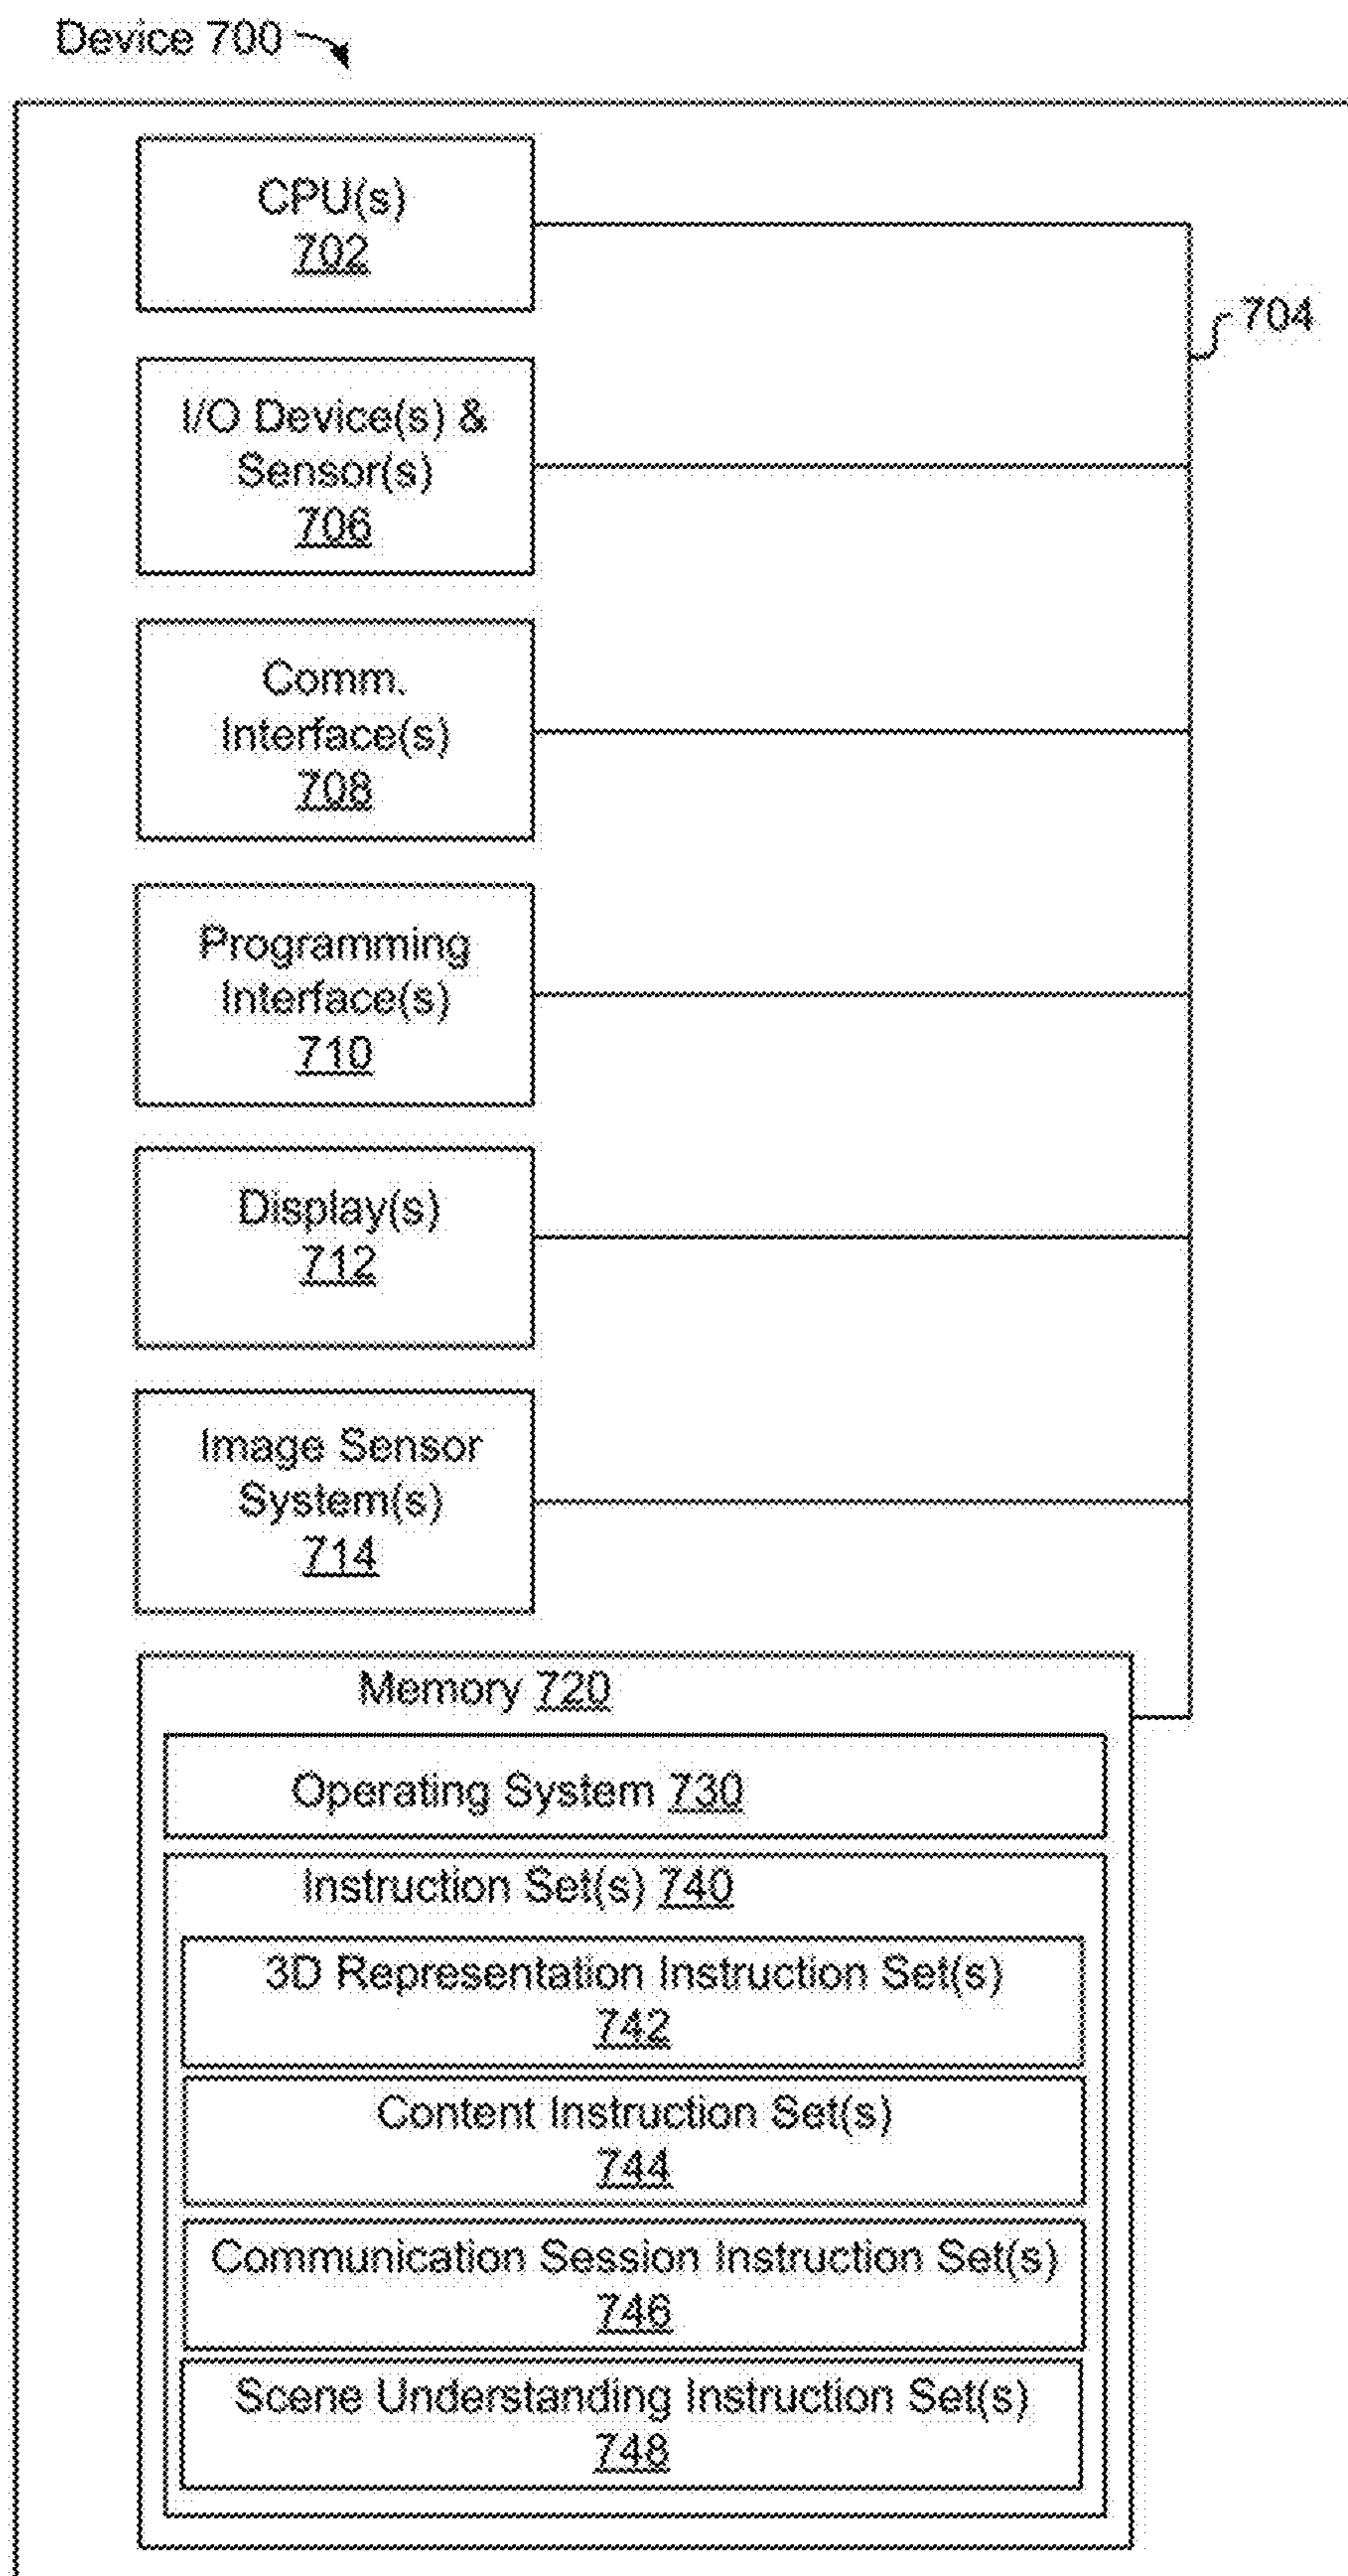 Device 700
CPU(s)
702
704
I/O Device(s) &
Sensor(s)
706
Comm.
Interface(s)
708
Programming
Interface(s)
710
Display(s)
712
Image Sensor
System(s)
714
Memory 720
Operating System 730
Instruction Set(s) 740
3D Representation Instruction Set(s)
742
Content Instruction Set(s)
744
Communication Session Instruction Set(s)
746
Scene Understanding Instruction Set(s)
748